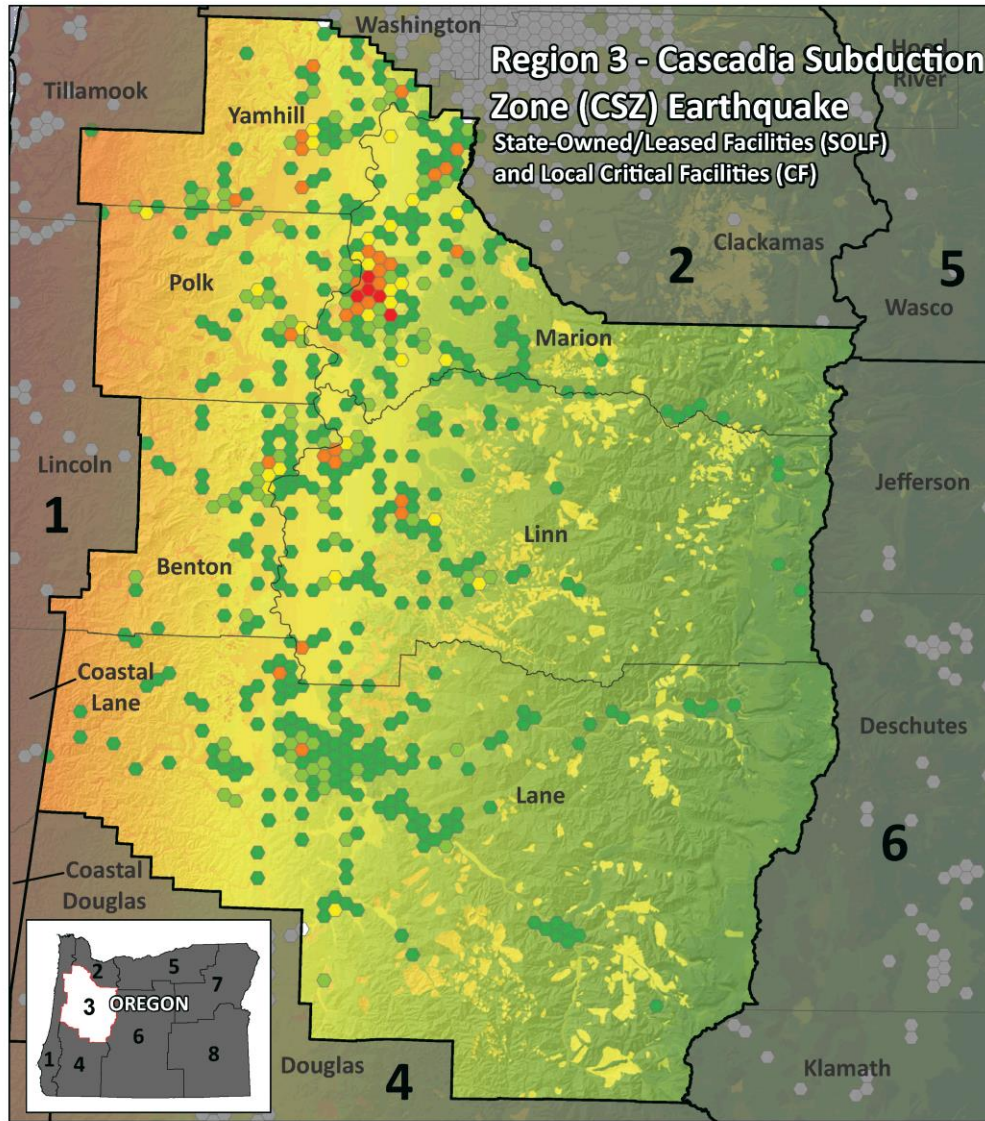 Washington
Region 3 - Cascadia Subduction
Zone (CSZ) Earthquake
State-Owned/Leased Facilities (SOLF)
and Local Critical Facilities (CF)
Hood
River
Tillamook
Yamhill
2
Clackamas
5
Polk
Wasco
Marion
Lincoln
1
Jefferson
Linn
Benton
Coastal
Lane
Deschutes
Lane
6
Coastal
Douglas
2
5
7
3
OREGON
6
1
4
8
Douglas
4
Klamath